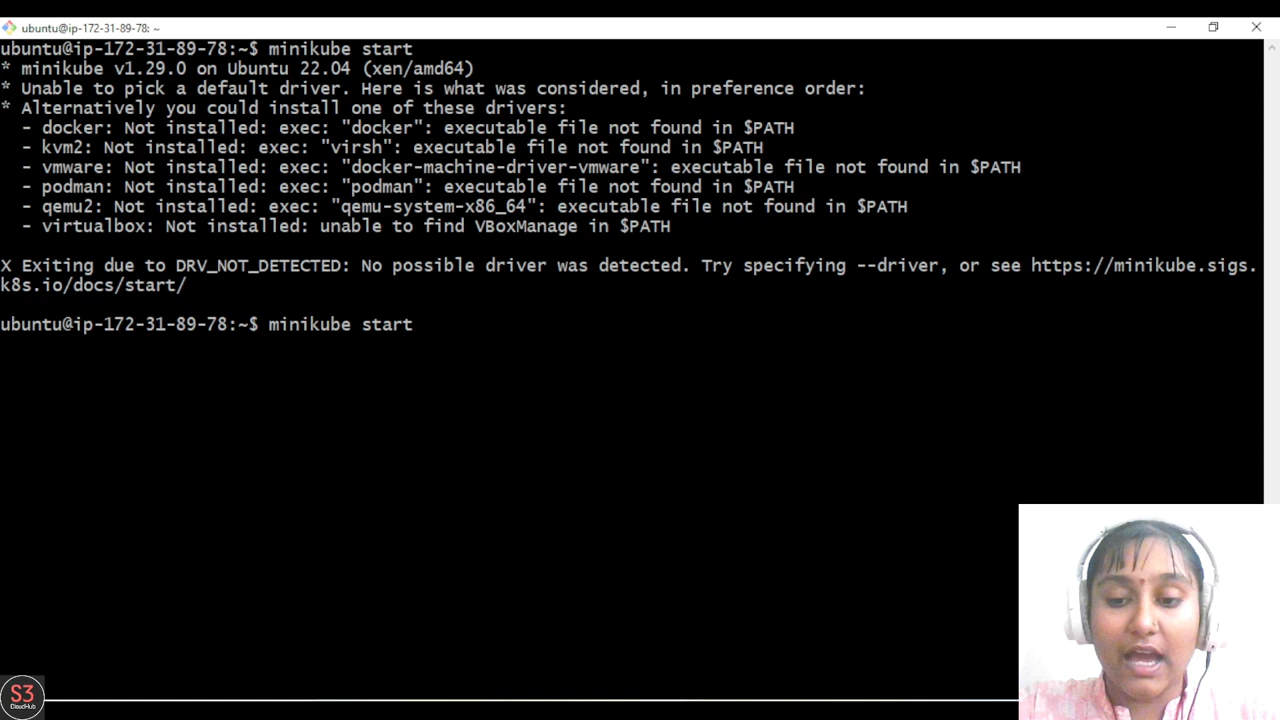 ubuntu@ip-172-31-89-78: ~
ubuntu@ip-172-31-89-78:~$ minikube start
* minikube v1.29.0 on Ubuntu 22.04 (xen/amd64)
* Unable to pick a default driver. Here is what was considered, in preference order:
* Alternatively you could install one of these drivers:
- docker: Not installed: exec: "docker": executable file not found in $PATH
- kvm2: Not installed: exec: "virsh": executable file not found in $PATH
- vmware: Not installed: exec: "docker-machine-driver-vmware": executable file not found in $PATH
- podman: Not installed: exec: "podman": executable file not found in $PATH
- qemu2: Not installed: exec: "qemu-system-x86_64": executable file not found in $PATH
- virtualbox: Not installed: unable to find VBoxManage in $PATH
X Exiting due to DRV_NOT_DETECTED: No possible driver was detected. Try specifying --driver, or see https://minikube.sigs.
k8s.io/docs/start/
ubuntu@ip-172-31-89-78:~$ minikube start
S3
CloudHub